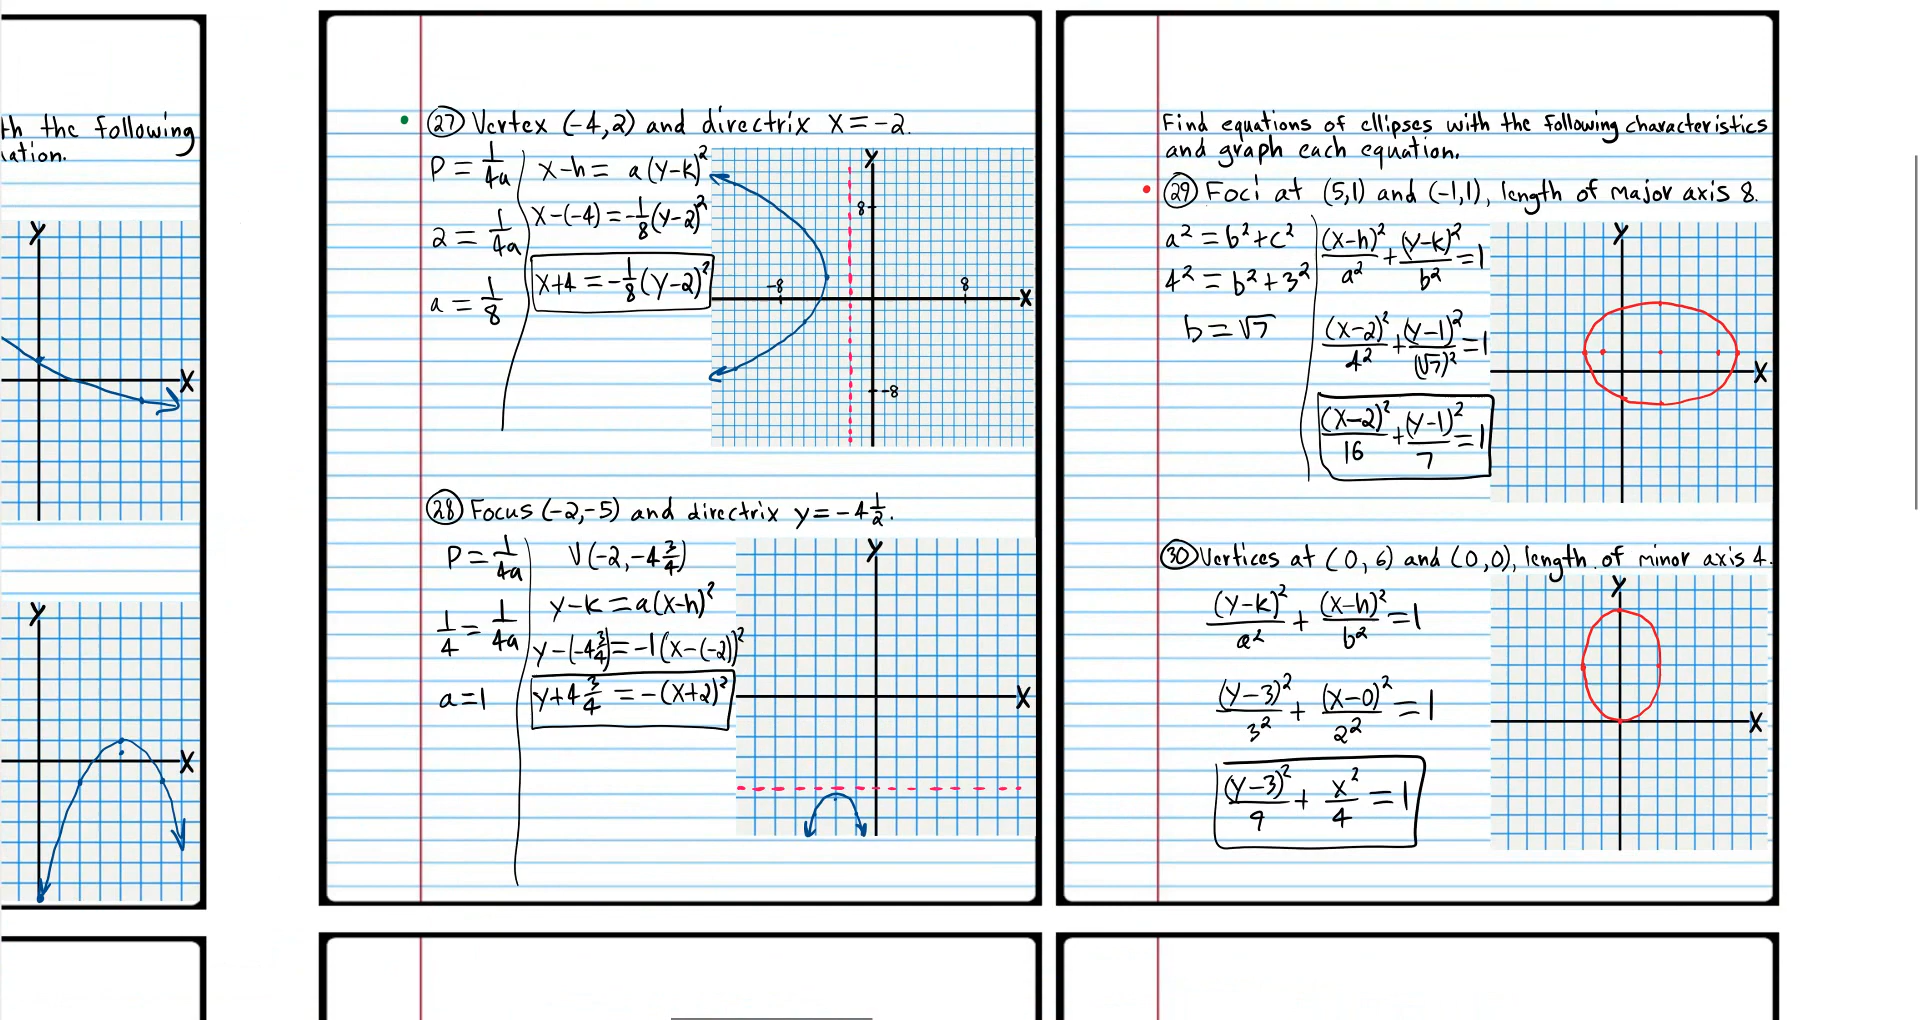 th the following
ation.
Y
X
Y
X
㉗ Vertex (-4,2) and directrix X = -2.
P = 1/4a
2 = 1/4a
a = 1/8
X-h = a(Y-k)²
X-(-4) = -1/8(Y-2)²
X+4 = -1/8(Y-2)²
Y
8
-8
8
X
-8
㉘ Focus (-2,-5) and directrix y = -4 1/2.
P = 1/4a
1/4 = 1/4a
a = 1
V(-2, -4 3/4)
y-k = a(X-h)²
y-(-4 3/4) = -1(X-(-2))²
Y+4 3/4 = -(X+2)²
Y
X
Find equations of ellipses with the following characteristics
and graph each equation.
㉙ Foci at (5,1) and (-1,1), length of major axis 8.
a² = b²+c²
4² = b²+3²
b = √7
(X-h)²/a² + (Y-k)²/b² = 1
(X-2)²/4² + (Y-1)²/(√7)² = 1
(X-2)²/16 + (Y-1)²/7 = 1
Y
X
㉚ Vertices at (0,6) and (0,0), length of minor axis 4.
(Y-k)²/a² + (X-h)²/b² = 1
(Y-3)²/3² + (X-0)²/2² = 1
(Y-3)²/9 + X²/4 = 1
Y
X